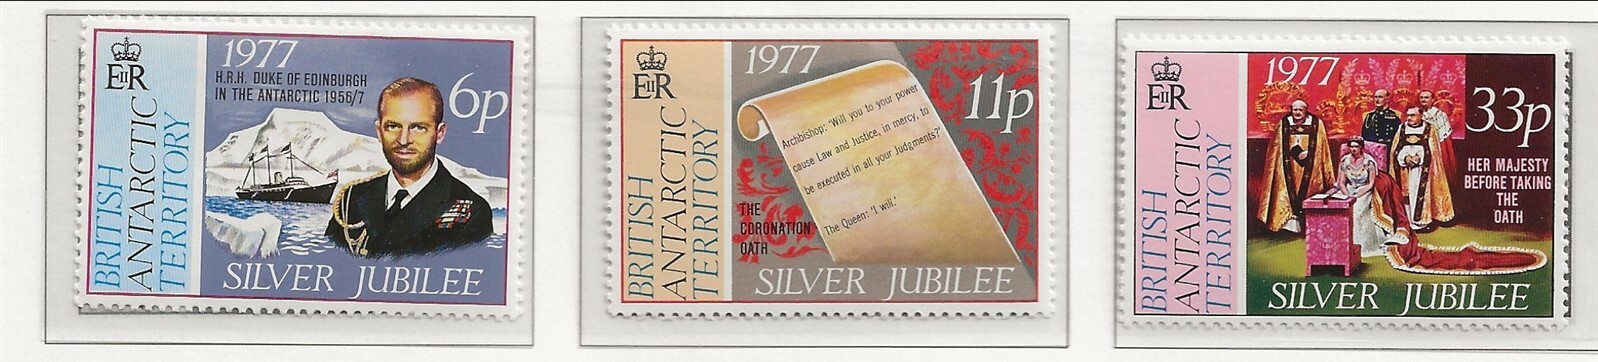 EIIR
1977
H.R.H. DUKE OF EDINBURGH
IN THE ANTARCTIC 1956/7
6p
BRITISH
ANTARCTIC
TERRITORY
SILVER JUBILEE
EIIR
1977
11p
Archbishop: 'Will you to your power
cause Law and Justice, in mercy, to
be executed in all your Judgments?'
The Queen: 'I will.'
THE
CORONATION
OATH
BRITISH
ANTARCTIC
TERRITORY
SILVER JUBILEE
EIIR
1977
33p
HER MAJESTY
BEFORE TAKING
THE
OATH
BRITISH
ANTARCTIC
TERRITORY
SILVER JUBILEE